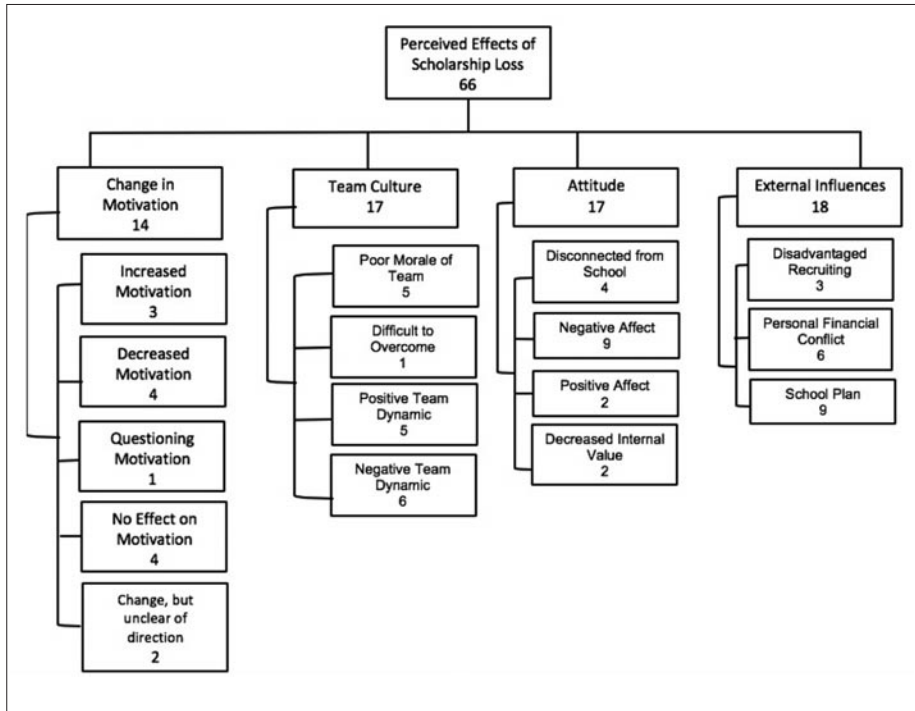 Perceived Effects of
Scholarship Loss
66
Change in
Motivation
14
Increased
Motivation
3
Decreased
Motivation
4
Questioning
Motivation
1
No Effect on
Motivation
4
Change, but
unclear of
direction
2
Team Culture
17
Poor Morale of
Team
5
Difficult to
Overcome
1
Positive Team
Dynamic
5
Negative Team
Dynamic
6
Attitude
17
Disconnected from
School
4
Negative Affect
9
Positive Affect
2
Decreased Internal
Value
2
External Influences
18
Disadvantaged
Recruiting
3
Personal Financial
Conflict
6
School Plan
9